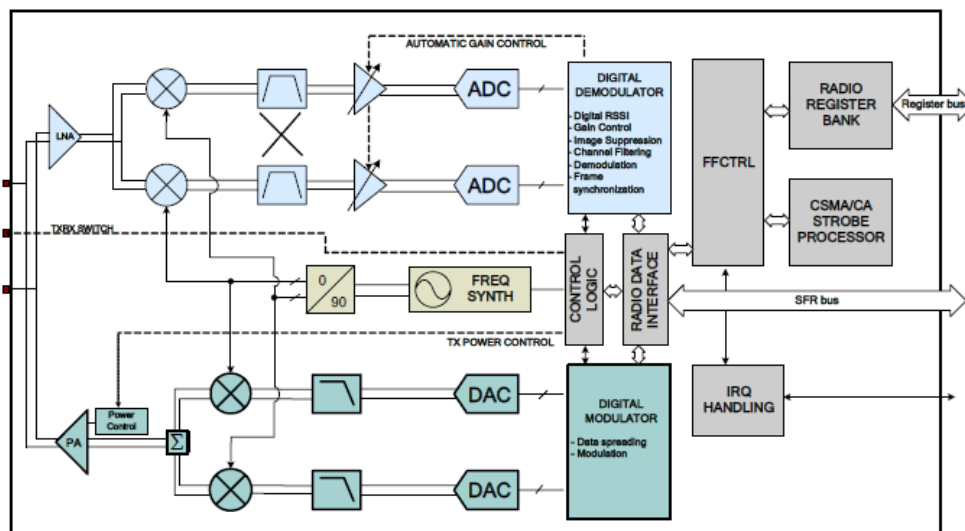 AUTOMATIC GAIN CONTROL
LNA
ADC
ADC
DIGITAL
DEMODULATOR
- Digital RSSI
- Gain Control
- Image Suppression
- Channel Filtering
- Demodulation
- Frame
synchronization
FFCTRL
RADIO
REGISTER
BANK
Register bus
CSMA/CA
STROBE
PROCESSOR
TXRX SWITCH
0
90
FREQ
SYNTH
CONTROL
LOGIC
RADIO DATA
INTERFACE
SFR bus
TX POWER CONTROL
Power
Control
PA
Σ
DAC
DAC
DIGITAL
MODULATOR
- Data spreading
- Modulation
IRQ
HANDLING